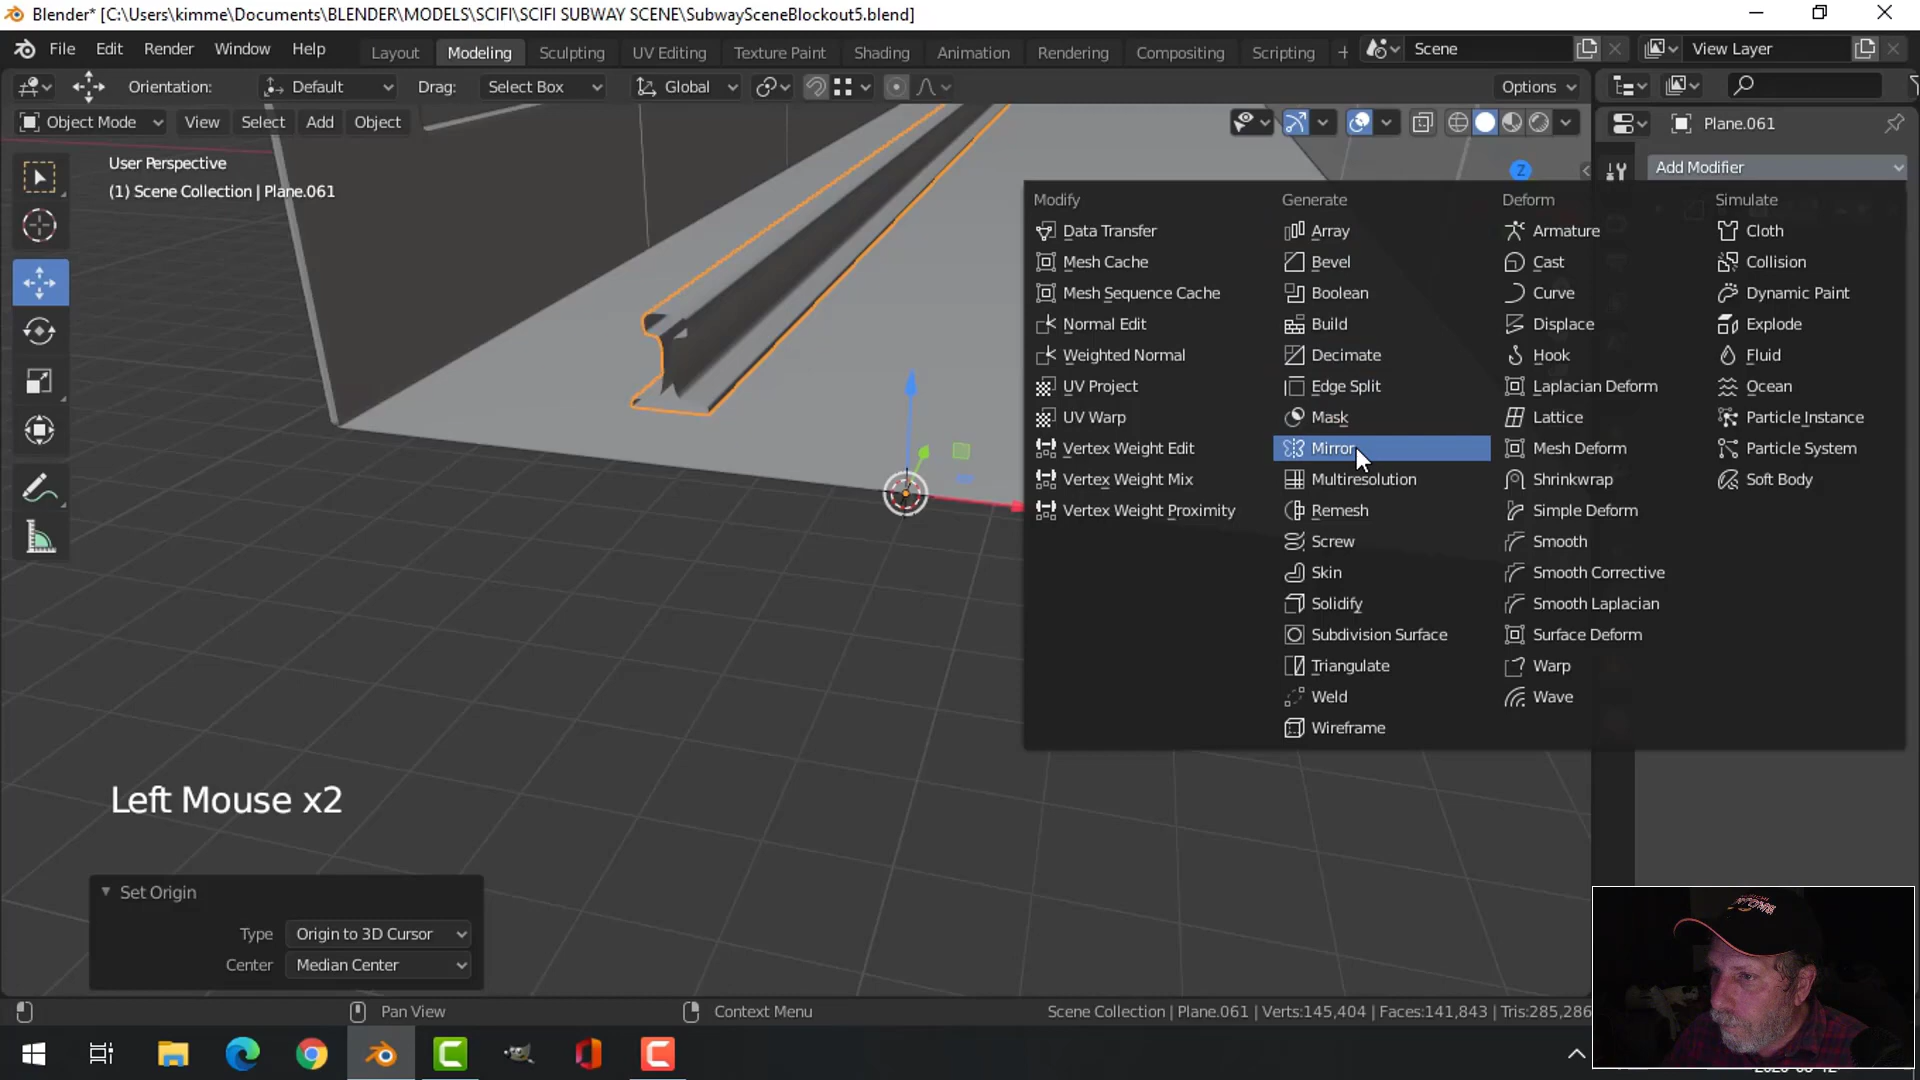 Blender* [C:\Users\kimme\Documents\BLENDER\MODELS\SCIFI\SCIFI SUBWAY SCENE\SubwaySceneBlockout5.blend]
File Edit Render Window Help Layout Modeling Sculpting UV Editing Texture Paint Shading Animation Rendering Compositing Scripting + Scene View Layer
Orientation: Default Drag: Select Box Global Options
Object Mode View Select Add Object Plane.061
User Perspective
(1) Scene Collection | Plane.061
Add Modifier
Z
Modify Generate Deform Simulate
Data Transfer Array Armature Cloth
Mesh Cache Bevel Cast Collision
Mesh Sequence Cache Boolean Curve Dynamic Paint
Normal Edit Build Displace Explode
Weighted Normal Decimate Hook Fluid
UV Project Edge Split Laplacian Deform Ocean
UV Warp Mask Lattice Particle Instance
Vertex Weight Edit Mirror Mesh Deform Particle System
Vertex Weight Mix Multiresolution Shrinkwrap Soft Body
Vertex Weight Proximity Remesh Simple Deform
Screw Smooth
Skin Smooth Corrective
Solidify Smooth Laplacian
Subdivision Surface Surface Deform
Triangulate Warp
Weld Wave
Wireframe
Left Mouse x2
Set Origin
Type Origin to 3D Cursor
Center Median Center
Pan View Context Menu Scene Collection | Plane.061 | Verts:145,404 | Faces:141,843 | Tris:285,286